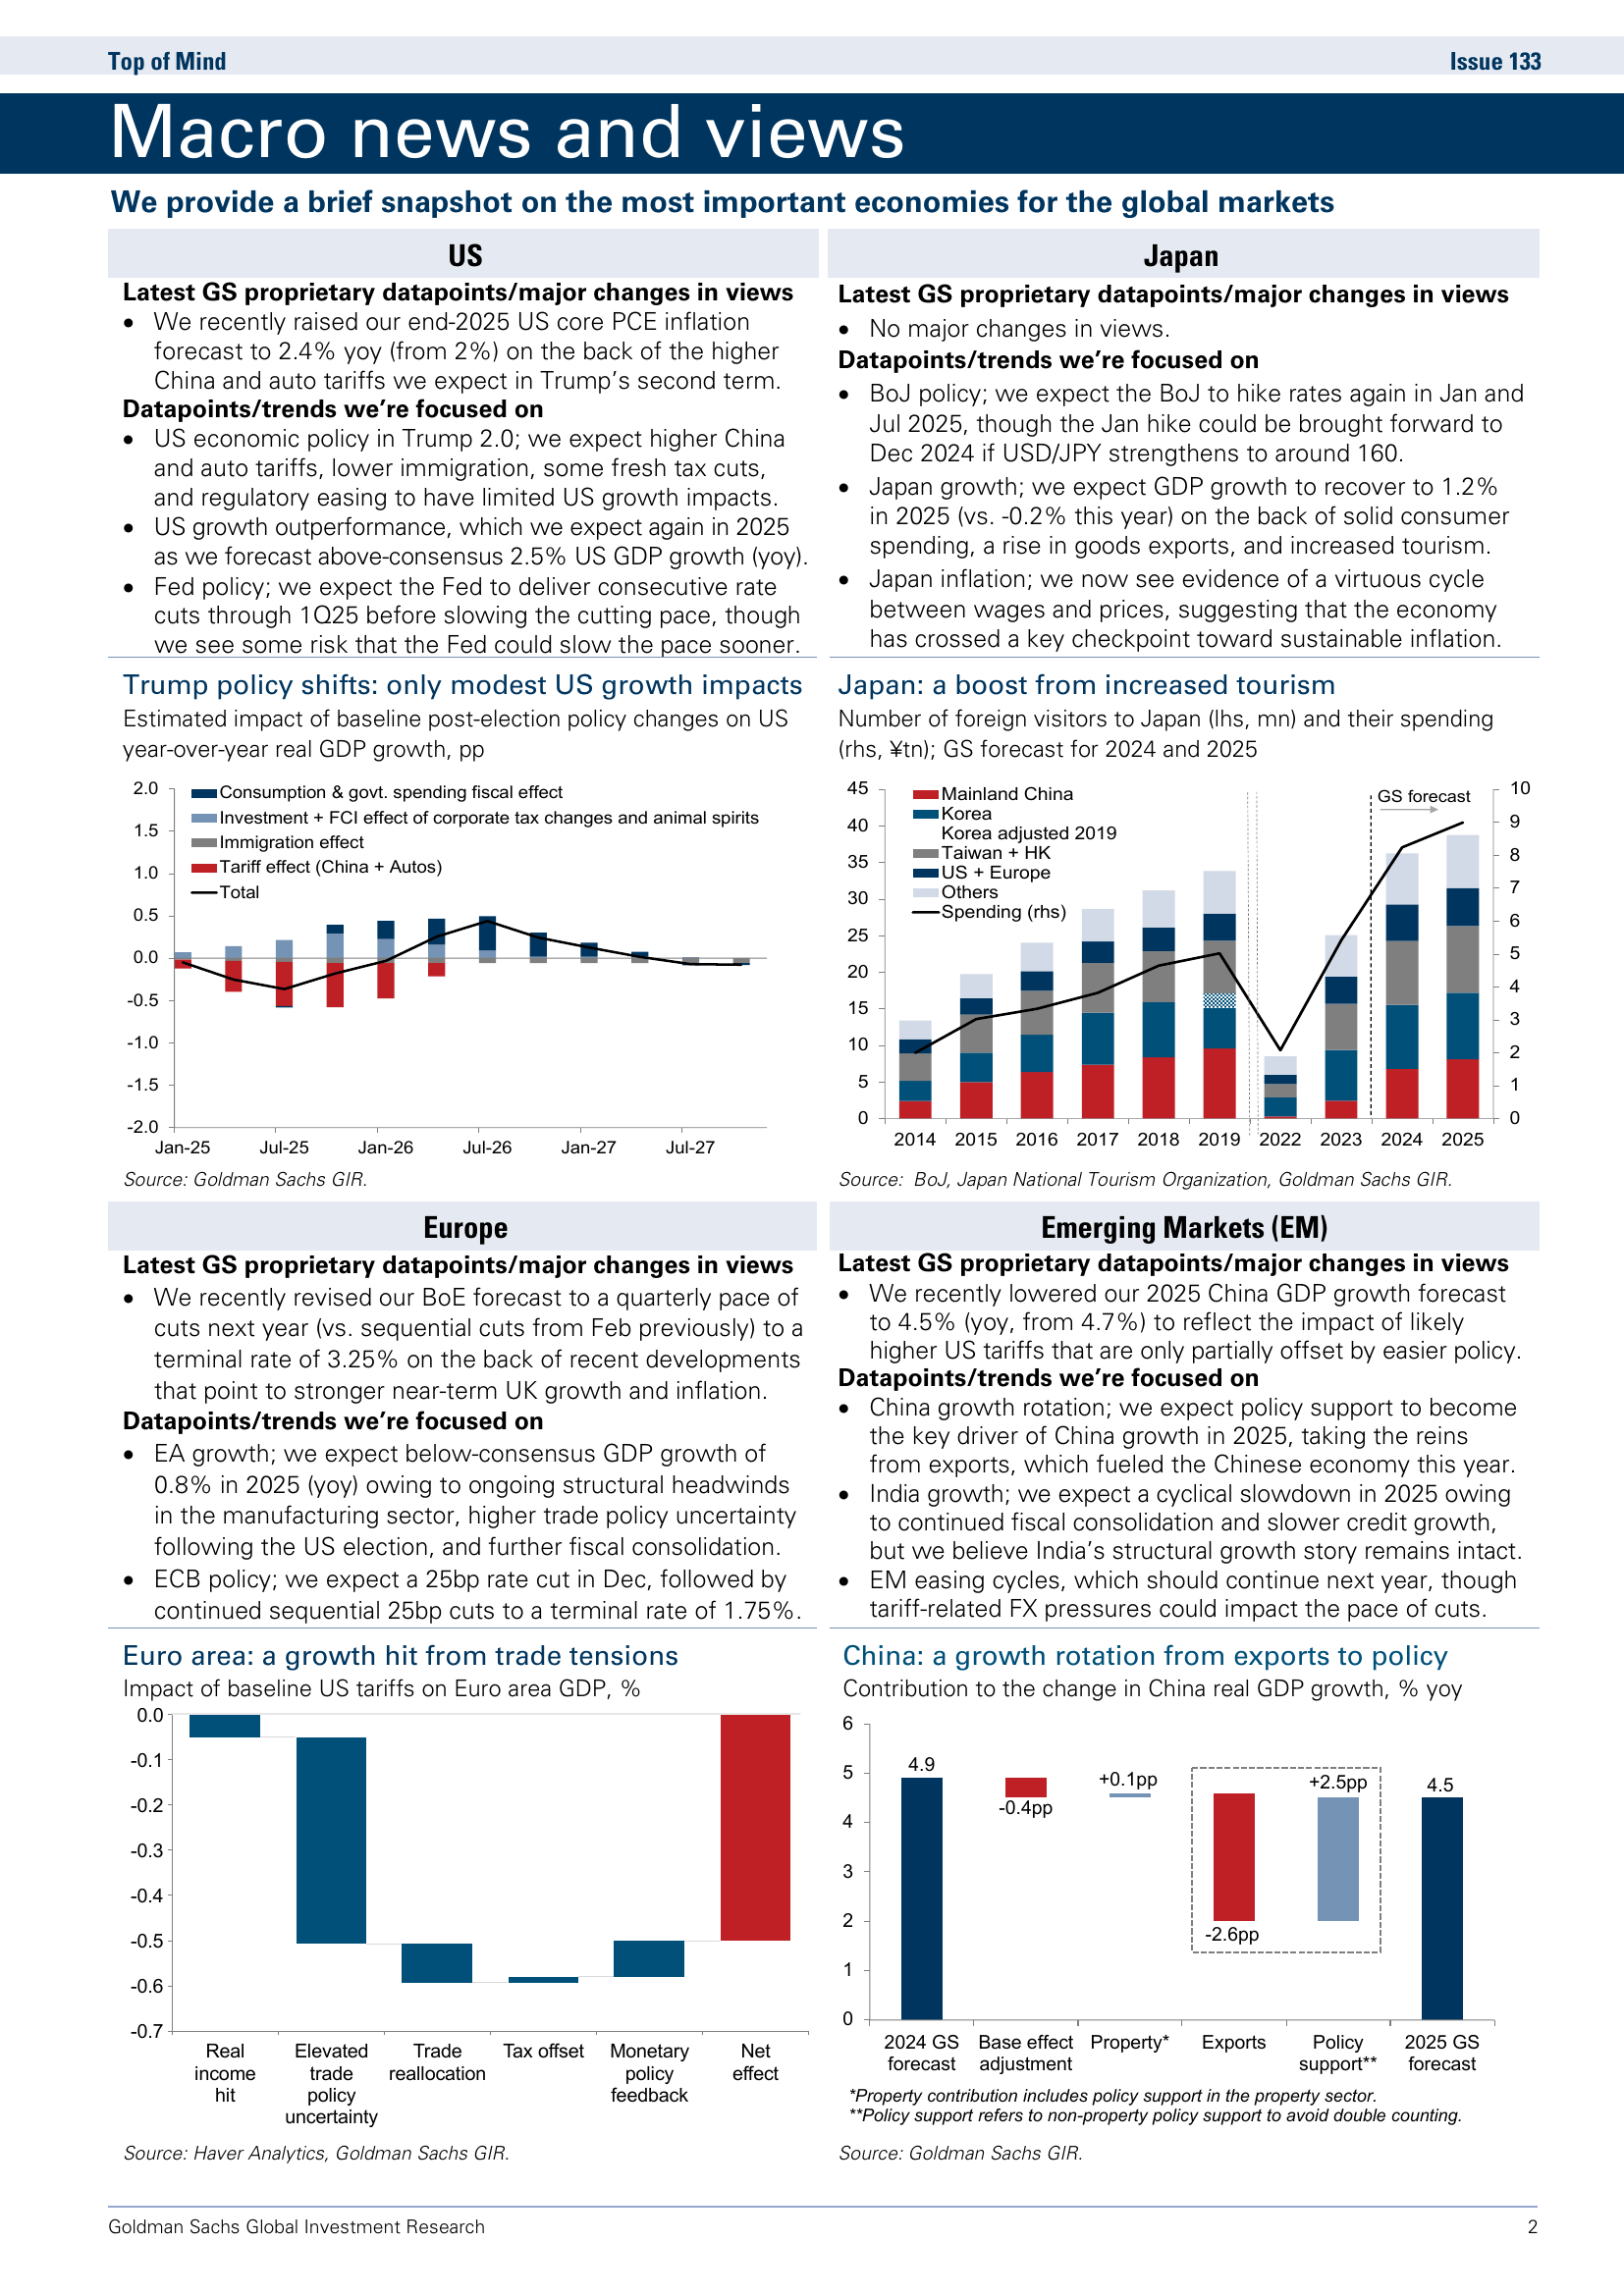 Top of Mind
Issue 133
Macro news and views
We provide a brief snapshot on the most important economies for the global markets
US
Latest GS proprietary datapoints/major changes in views
• We recently raised our end-2025 US core PCE inflation
forecast to 2.4% yoy (from 2%) on the back of the higher
China and auto tariffs we expect in Trump's second term.
Datapoints/trends we're focused on
• US economic policy in Trump 2.0; we expect higher China
and auto tariffs, lower immigration, some fresh tax cuts,
and regulatory easing to have limited US growth impacts.
• US growth outperformance, which we expect again in 2025
as we forecast above-consensus 2.5% US GDP growth (yoy).
• Fed policy; we expect the Fed to deliver consecutive rate
cuts through 1Q25 before slowing the cutting pace, though
we see some risk that the Fed could slow the pace sooner.
Japan
Latest GS proprietary datapoints/major changes in views
• No major changes in views.
Datapoints/trends we're focused on
• BoJ policy; we expect the BoJ to hike rates again in Jan and
Jul 2025, though the Jan hike could be brought forward to
Dec 2024 if USD/JPY strengthens to around 160.
• Japan growth; we expect GDP growth to recover to 1.2%
in 2025 (vs. -0.2% this year) on the back of solid consumer
spending, a rise in goods exports, and increased tourism.
• Japan inflation; we now see evidence of a virtuous cycle
between wages and prices, suggesting that the economy
has crossed a key checkpoint toward sustainable inflation.
Trump policy shifts: only modest US growth impacts
Estimated impact of baseline post-election policy changes on US
year-over-year real GDP growth, pp
2.0
1.5
1.0
0.5
0.0
-0.5
-1.0
-1.5
-2.0
Consumption & govt. spending fiscal effect
Investment + FCI effect of corporate tax changes and animal spirits
Immigration effect
Tariff effect (China + Autos)
Total
Jan-25 Jul-25 Jan-26 Jul-26 Jan-27 Jul-27
Source: Goldman Sachs GIR.
Japan: a boost from increased tourism
Number of foreign visitors to Japan (lhs, mn) and their spending
(rhs, ¥tn); GS forecast for 2024 and 2025
45
40
35
30
25
20
15
10
5
0
Mainland China
Korea
Korea adjusted 2019
Taiwan + HK
US + Europe
Others
Spending (rhs)
GS forecast
10
9
8
7
6
5
4
3
2
1
0
2014 2015 2016 2017 2018 2019 2022 2023 2024 2025
Source: BoJ, Japan National Tourism Organization, Goldman Sachs GIR.
Europe
Latest GS proprietary datapoints/major changes in views
• We recently revised our BoE forecast to a quarterly pace of
cuts next year (vs. sequential cuts from Feb previously) to a
terminal rate of 3.25% on the back of recent developments
that point to stronger near-term UK growth and inflation.
Datapoints/trends we're focused on
• EA growth; we expect below-consensus GDP growth of
0.8% in 2025 (yoy) owing to ongoing structural headwinds
in the manufacturing sector, higher trade policy uncertainty
following the US election, and further fiscal consolidation.
• ECB policy; we expect a 25bp rate cut in Dec, followed by
continued sequential 25bp cuts to a terminal rate of 1.75%.
Emerging Markets (EM)
Latest GS proprietary datapoints/major changes in views
• We recently lowered our 2025 China GDP growth forecast
to 4.5% (yoy, from 4.7%) to reflect the impact of likely
higher US tariffs that are only partially offset by easier policy.
Datapoints/trends we're focused on
• China growth rotation; we expect policy support to become
the key driver of China growth in 2025, taking the reins
from exports, which fueled the Chinese economy this year.
• India growth; we expect a cyclical slowdown in 2025 owing
to continued fiscal consolidation and slower credit growth,
but we believe India's structural growth story remains intact.
• EM easing cycles, which should continue next year, though
tariff-related FX pressures could impact the pace of cuts.
Euro area: a growth hit from trade tensions
Impact of baseline US tariffs on Euro area GDP, %
0.0
-0.1
-0.2
-0.3
-0.4
-0.5
-0.6
-0.7
Real
income
hit
Elevated
trade
policy
uncertainty
Trade
reallocation
Tax offset
Monetary
policy
feedback
Net
effect
Source: Haver Analytics, Goldman Sachs GIR.
China: a growth rotation from exports to policy
Contribution to the change in China real GDP growth, % yoy
6
5
4
3
2
1
0
4.9
-0.4pp
+0.1pp
-2.6pp
+2.5pp
4.5
2024 GS
forecast
Base effect
adjustment
Property*
Exports
Policy
support**
2025 GS
forecast
*Property contribution includes policy support in the property sector.
**Policy support refers to non-property policy support to avoid double counting.
Source: Goldman Sachs GIR.
Goldman Sachs Global Investment Research
2